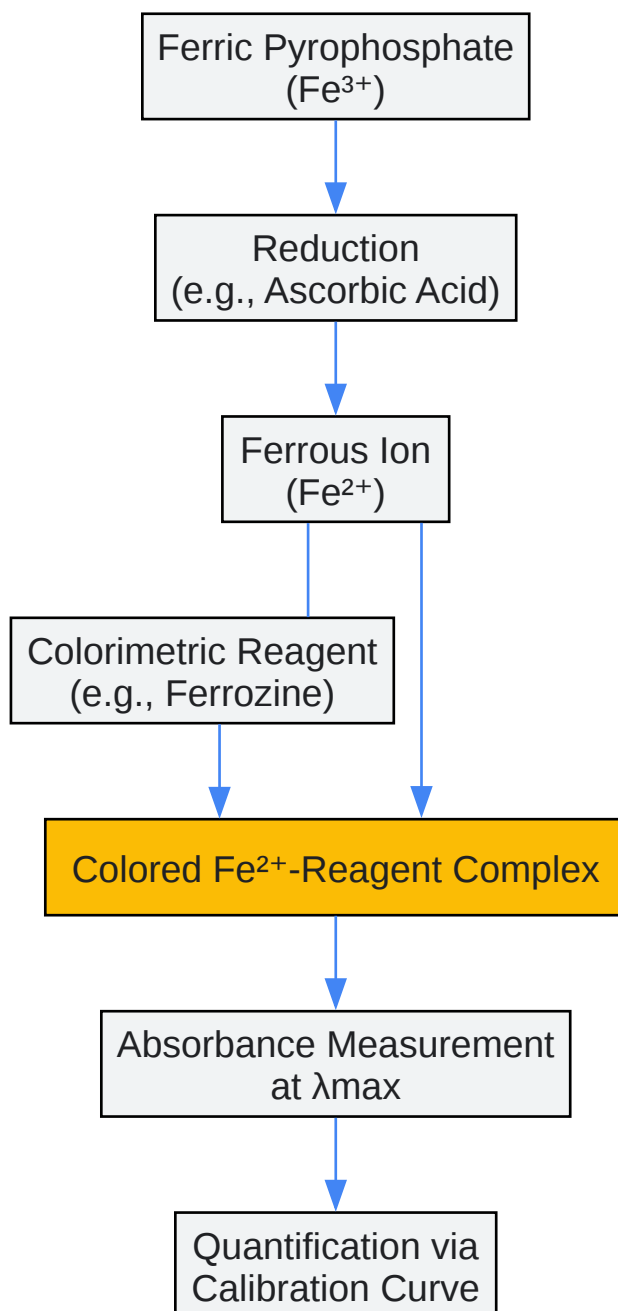 Ferric Pyrophosphate
(Fe³⁺)
Reduction
(e.g., Ascorbic Acid)
Ferrous Ion
(Fe²⁺)
Colorimetric Reagent
(e.g., Ferrozine)
Colored Fe²⁺-Reagent Complex
Absorbance Measurement
at λmax
Quantification via
Calibration Curve